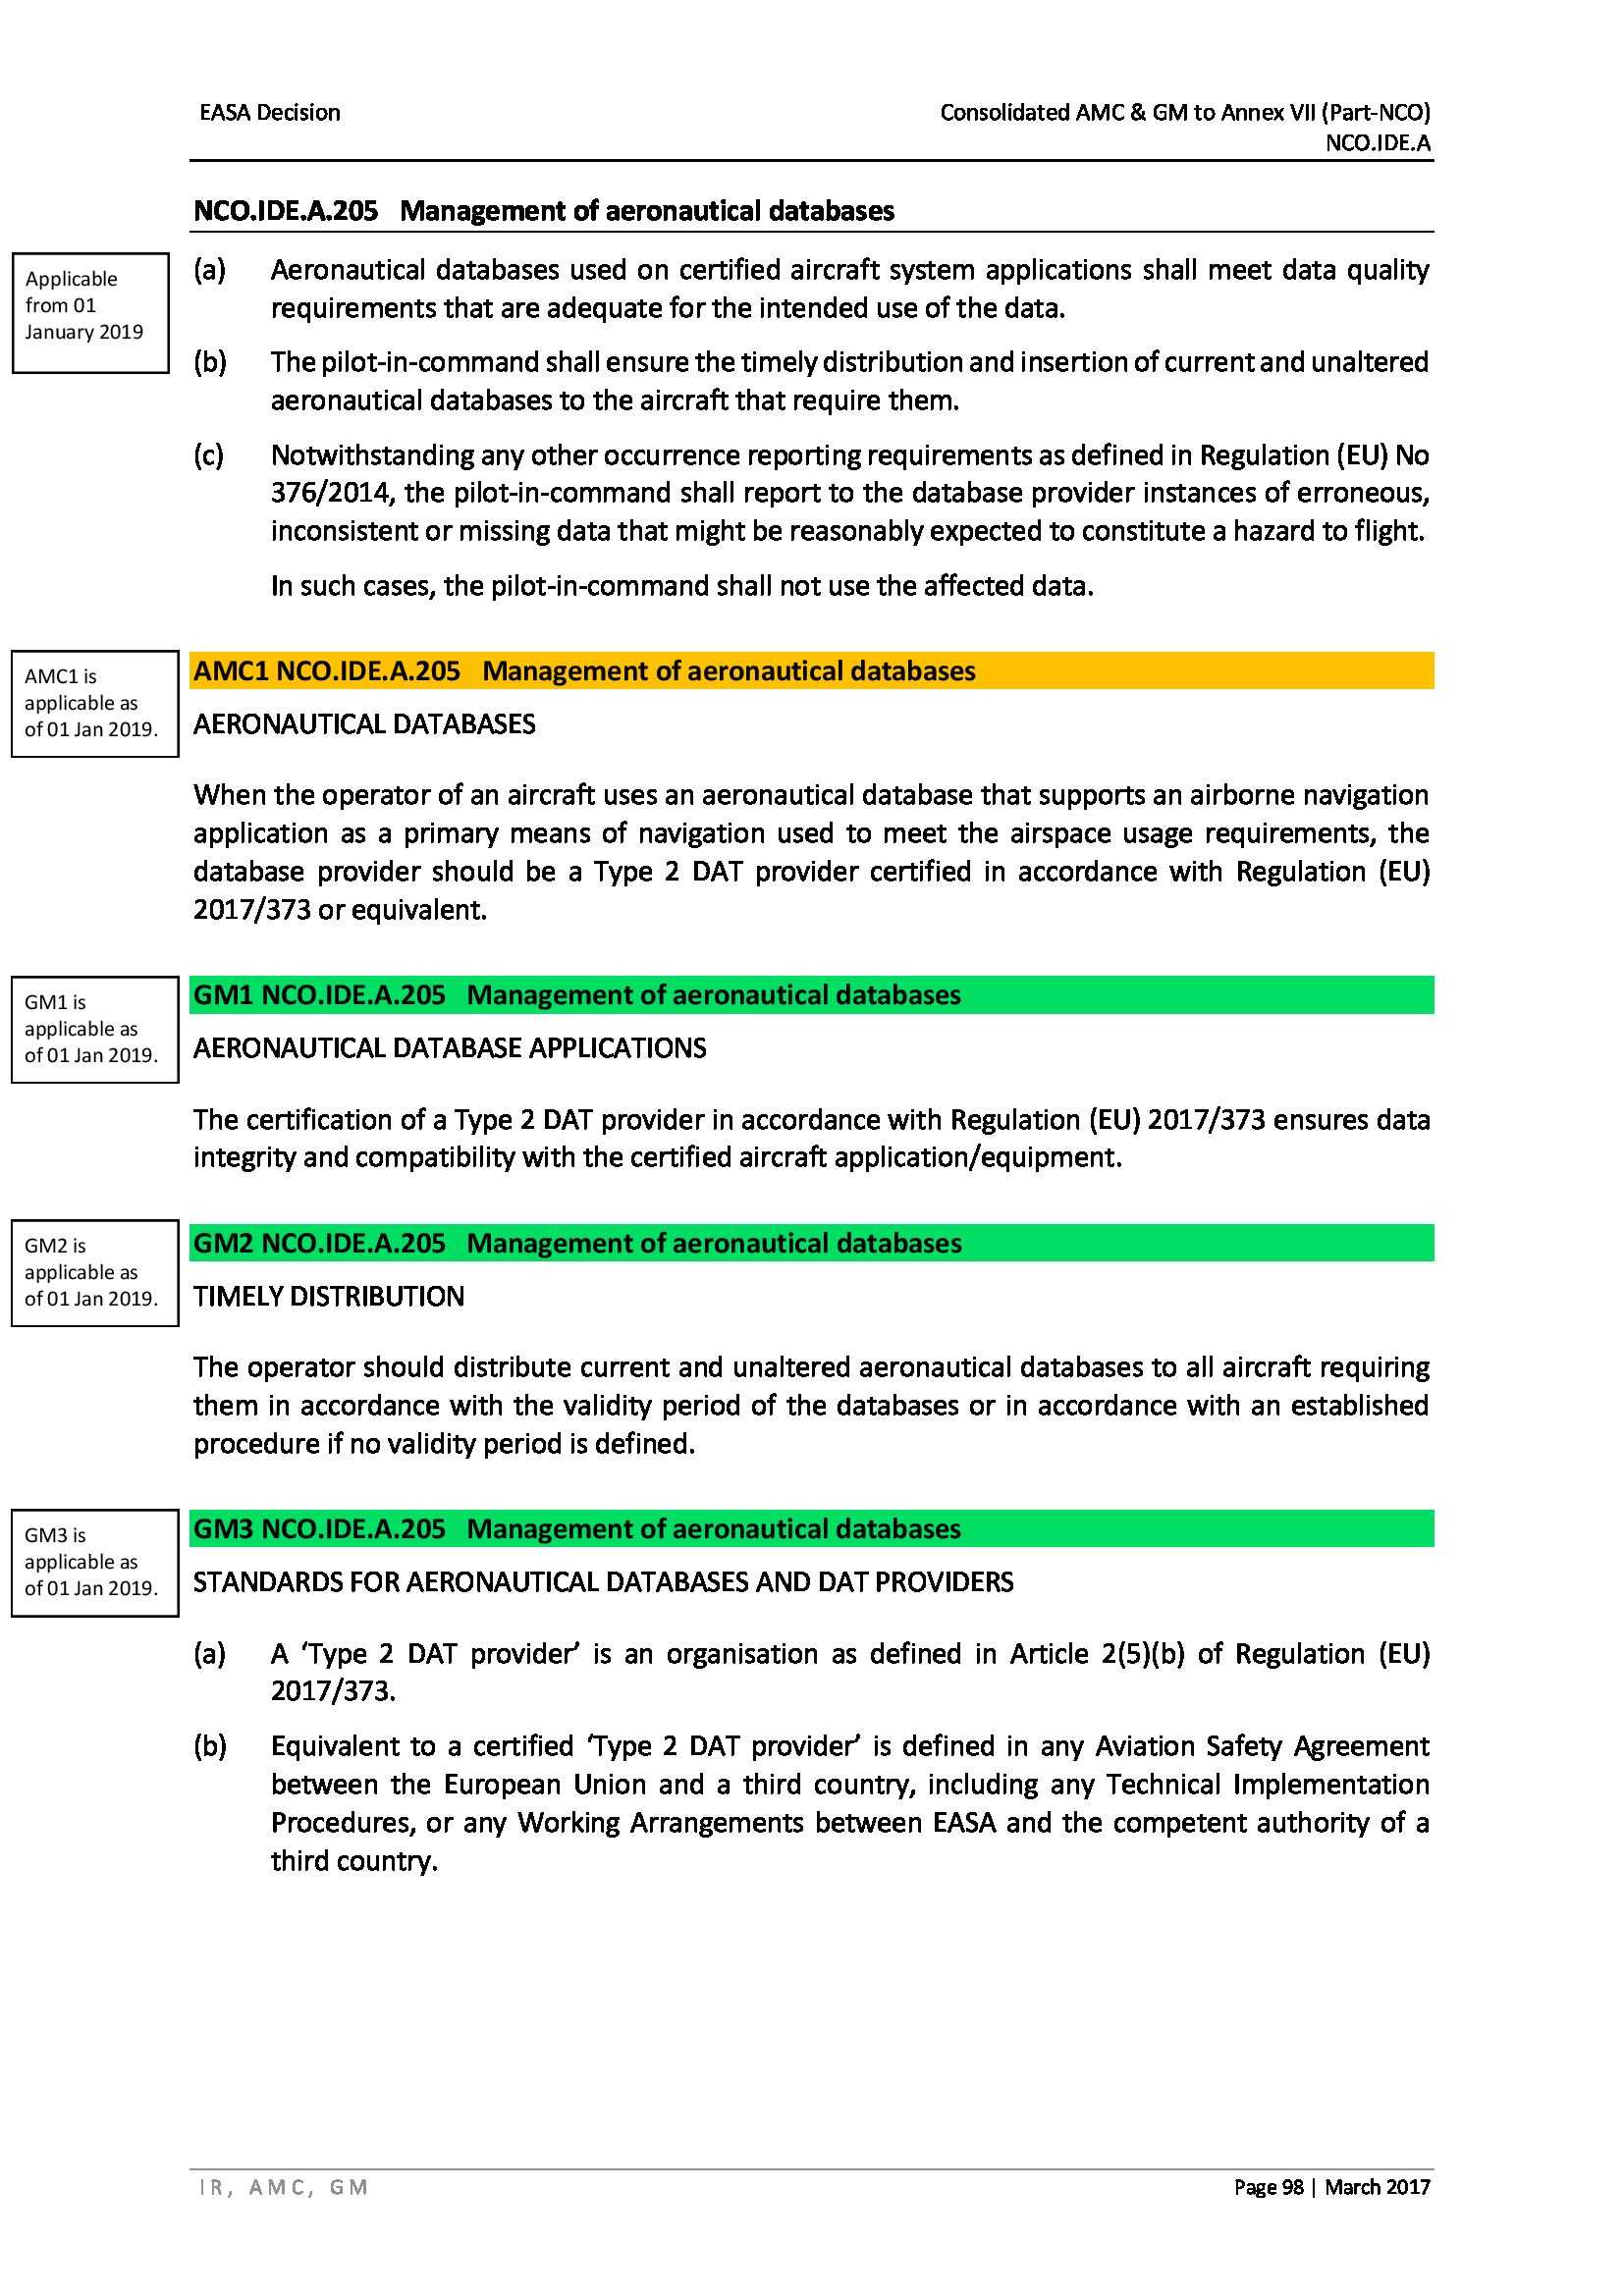 EASA Decision
Consolidated AMC & GM to Annex VII (Part-NCO)
NCO.IDE.A
NCO.IDE.A.205 Management of aeronautical databases
Applicable
from 01
January 2019
(a) Aeronautical databases used on certified aircraft system applications shall meet data quality
requirements that are adequate for the intended use of the data.
(b) The pilot-in-command shall ensure the timely distribution and insertion of current and unaltered
aeronautical databases to the aircraft that require them.
(c) Notwithstanding any other occurrence reporting requirements as defined in Regulation (EU) No
376/2014, the pilot-in-command shall report to the database provider instances of erroneous,
inconsistent or missing data that might be reasonably expected to constitute a hazard to flight.
In such cases, the pilot-in-command shall not use the affected data.
AMC1 is
applicable as
of 01 Jan 2019.
AMC1 NCO.IDE.A.205 Management of aeronautical databases
AERONAUTICAL DATABASES
When the operator of an aircraft uses an aeronautical database that supports an airborne navigation
application as a primary means of navigation used to meet the airspace usage requirements, the
database provider should be a Type 2 DAT provider certified in accordance with Regulation (EU)
2017/373 or equivalent.
GM1 is
applicable as
of 01 Jan 2019.
GM1 NCO.IDE.A.205 Management of aeronautical databases
AERONAUTICAL DATABASE APPLICATIONS
The certification of a Type 2 DAT provider in accordance with Regulation (EU) 2017/373 ensures data
integrity and compatibility with the certified aircraft application/equipment.
GM2 is
applicable as
of 01 Jan 2019.
GM2 NCO.IDE.A.205 Management of aeronautical databases
TIMELY DISTRIBUTION
The operator should distribute current and unaltered aeronautical databases to all aircraft requiring
them in accordance with the validity period of the databases or in accordance with an established
procedure if no validity period is defined.
GM3 is
applicable as
of 01 Jan 2019.
GM3 NCO.IDE.A.205 Management of aeronautical databases
STANDARDS FOR AERONAUTICAL DATABASES AND DAT PROVIDERS
(a) A ‘Type 2 DAT provider’ is an organisation as defined in Article 2(5)(b) of Regulation (EU)
2017/373.
(b) Equivalent to a certified ‘Type 2 DAT provider’ is defined in any Aviation Safety Agreement
between the European Union and a third country, including any Technical Implementation
Procedures, or any Working Arrangements between EASA and the competent authority of a
third country.
IR, AMC, GM
Page 98 | March 2017